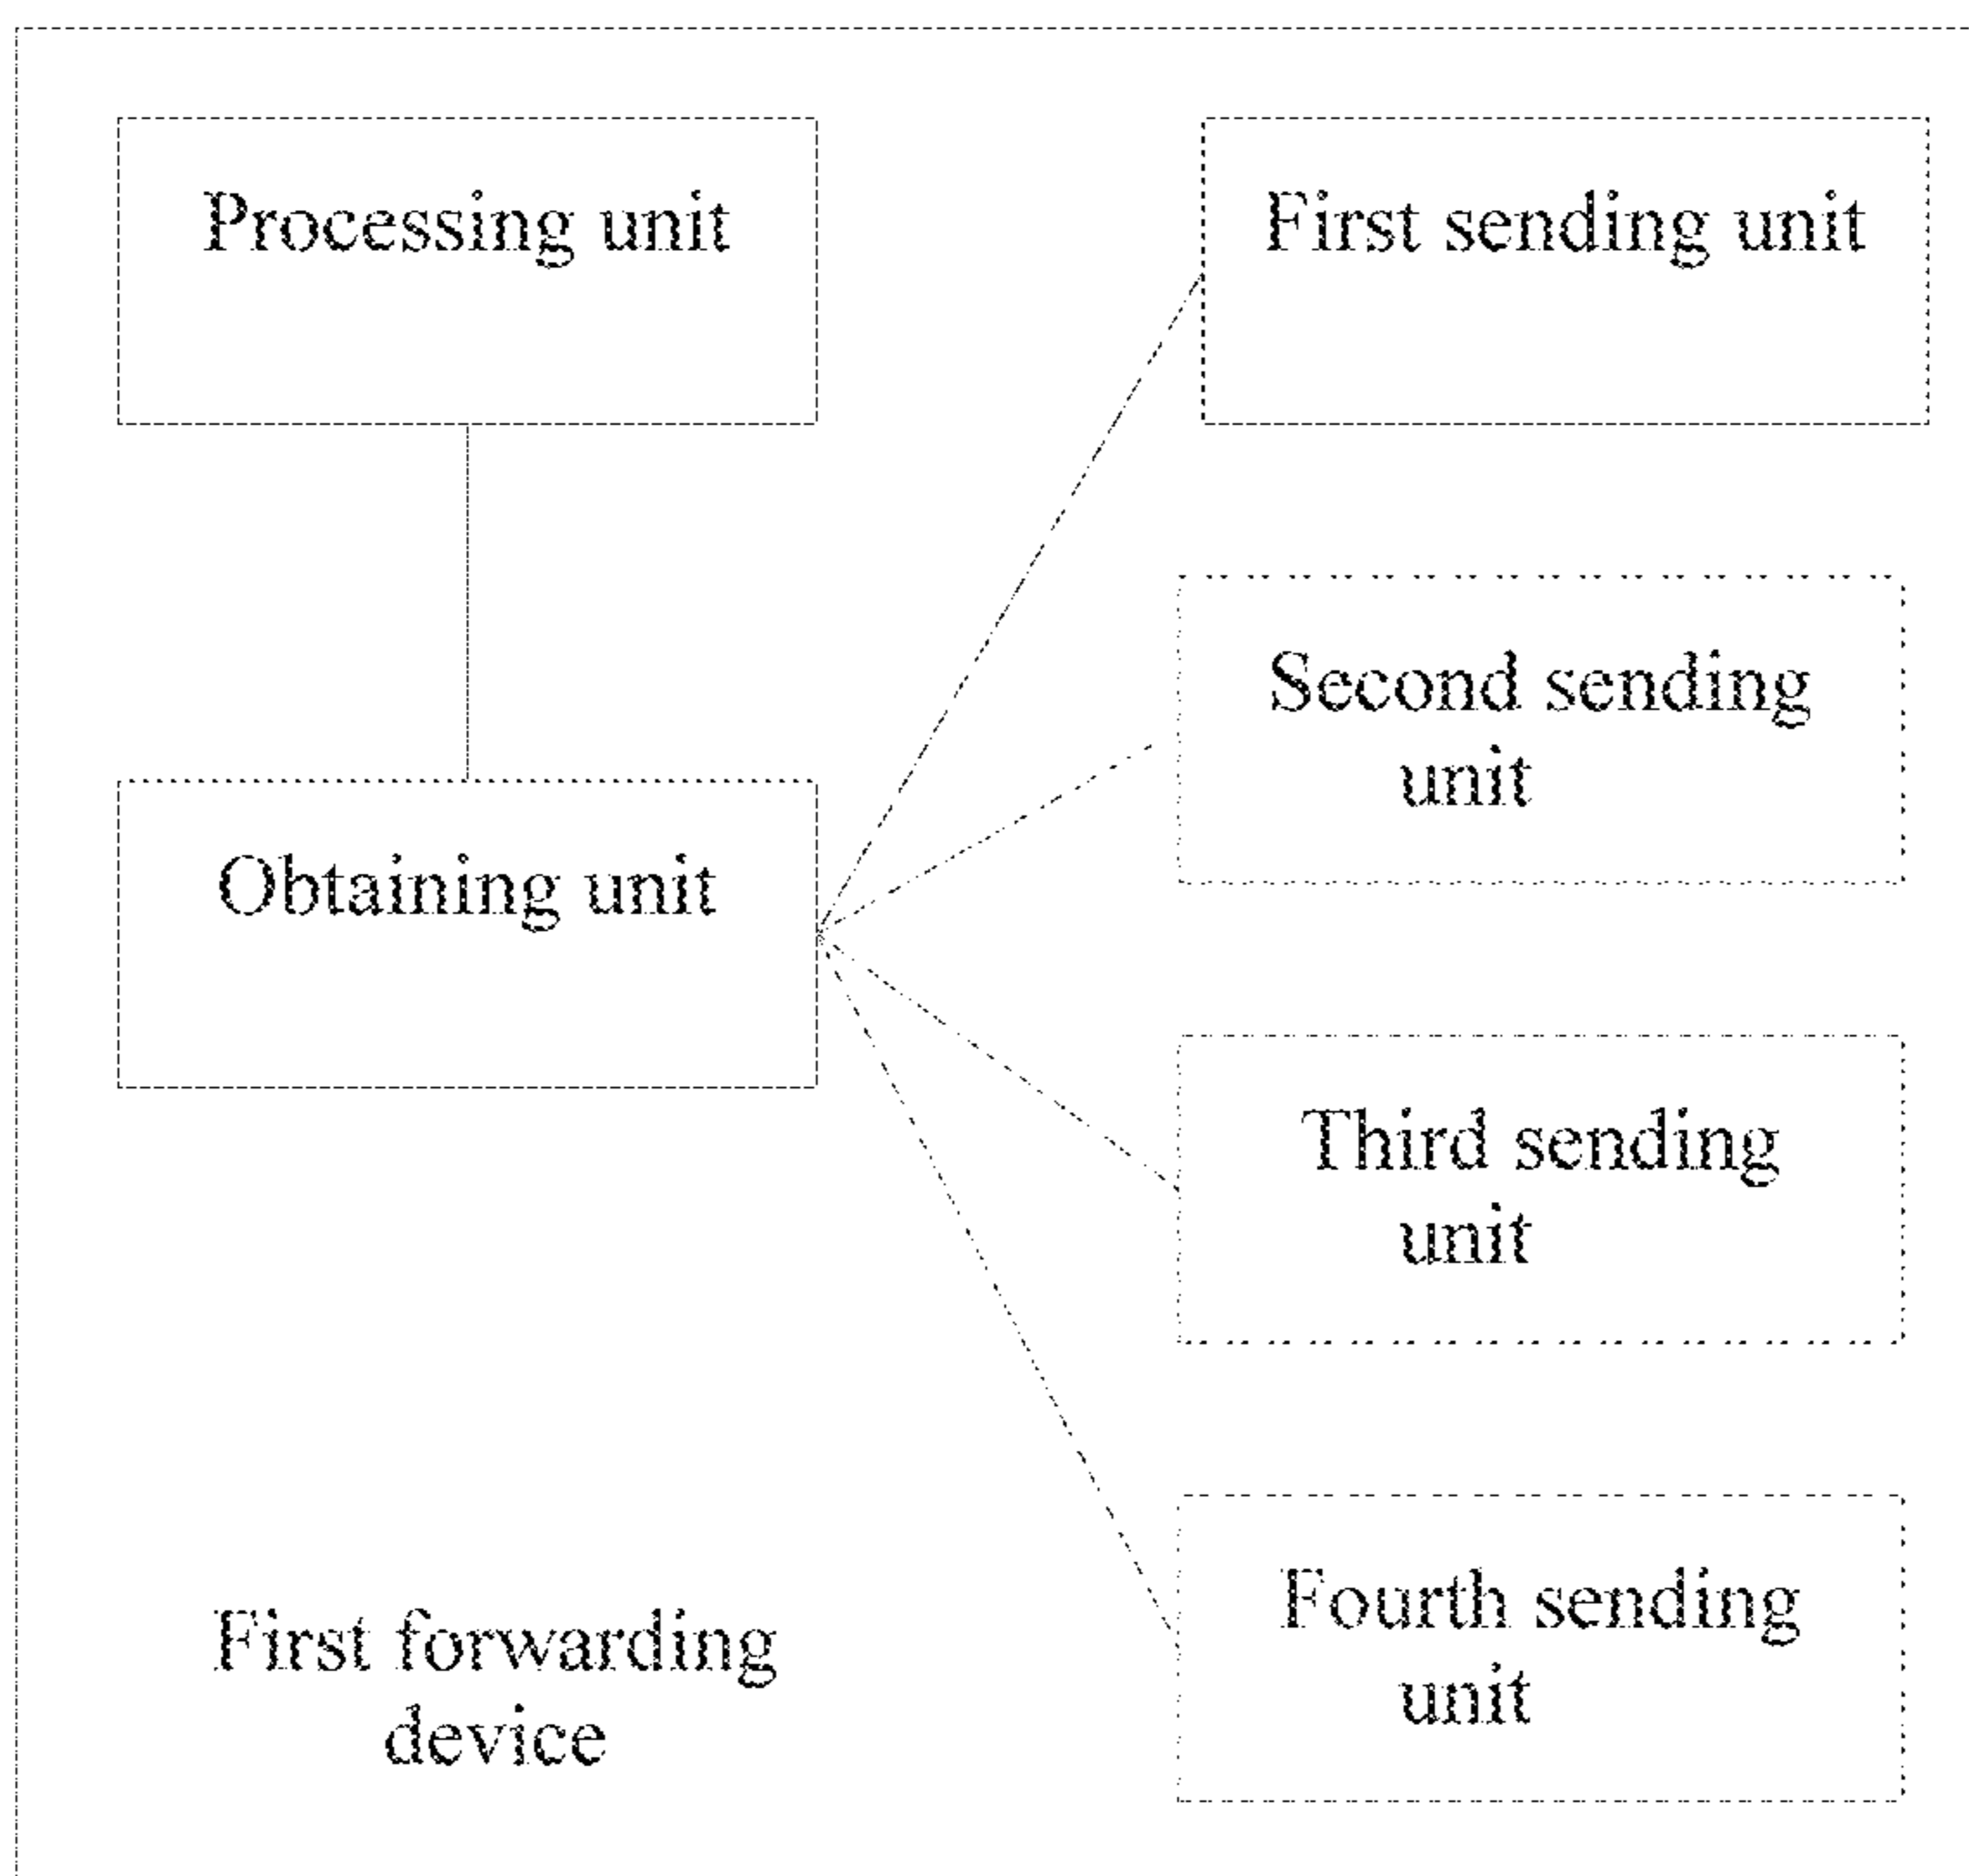 Processing unit
First sending unit
Second sending
unit
Obtaining unit
Third sending
unit
Fourth sending
unit
First forwarding
device